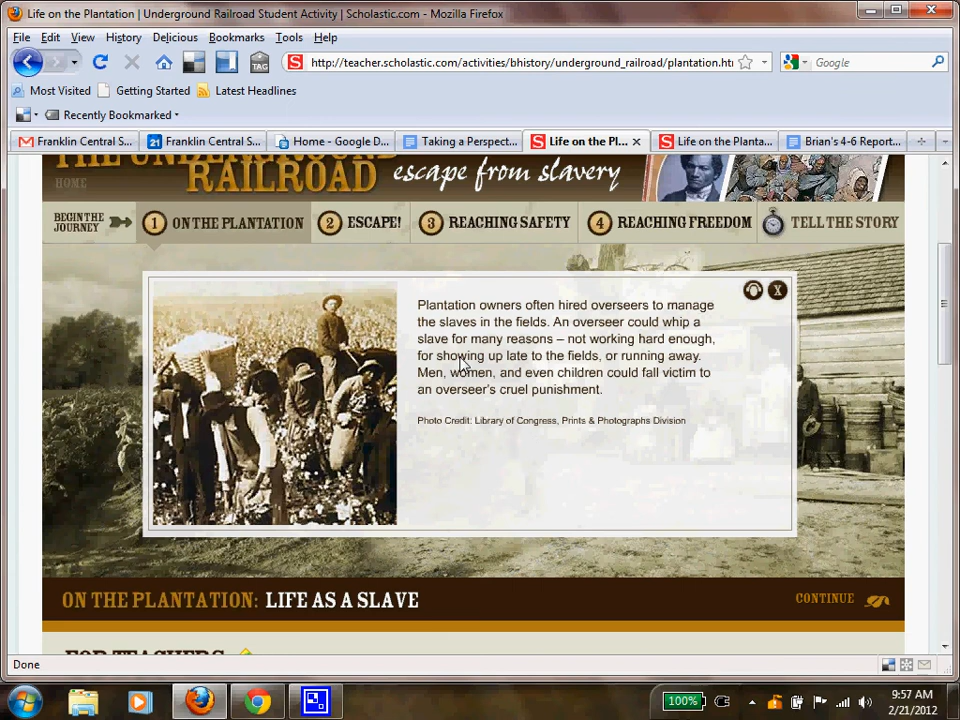 Life on the Plantation | Underground Railroad Student Activity | Scholastic.com - Mozilla Firefox
File Edit View History Delicious Bookmarks Tools Help
TAG
S http://teacher.scholastic.com/activities/bhistory/underground_railroad/plantation.ht
Google
Most Visited Getting Started Latest Headlines
Recently Bookmarked
Franklin Central S... 21 Franklin Central S... Home - Google D... Taking a Perspect... S Life on the Pl... S Life on the Planta... Brian's 4-6 Report...
THE UNDERGROUND
HOME
RAILROAD escape from slavery
BEGIN THE
JOURNEY
1 ON THE PLANTATION 2 ESCAPE! 3 REACHING SAFETY 4 REACHING FREEDOM TELL THE STORY
X
Plantation owners often hired overseers to manage
the slaves in the fields. An overseer could whip a
slave for many reasons – not working hard enough,
for showing up late to the fields, or running away.
Men, women, and even children could fall victim to
an overseer's cruel punishment.
Photo Credit: Library of Congress, Prints & Photographs Division
ON THE PLANTATION: LIFE AS A SLAVE
CONTINUE
FOR TEACHERS
Done
100%
9:57 AM
2/21/2012